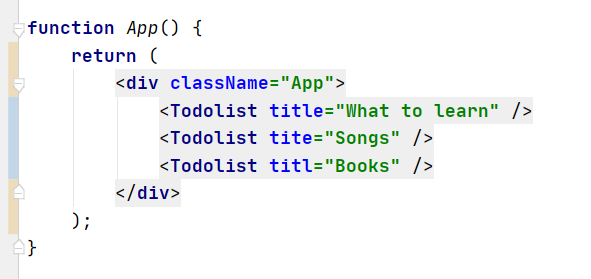 function App() {
    return (
        <div className="App">
            <Todolist title="What to learn" />
            <Todolist tite="Songs" />
            <Todolist titl="Books" />
        </div>
    );
}